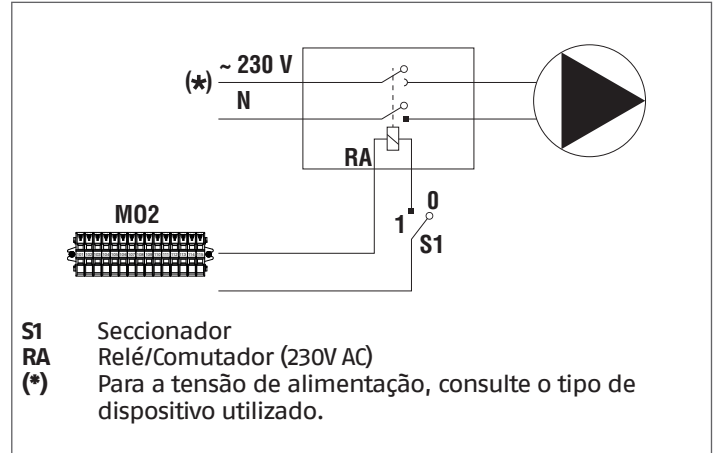 (*) ~ 230 V
N
RA
MO2
0
1
S1
S1 Seccionador
RA Relé/Comutador (230V AC)
(*) Para a tensão de alimentação, consulte o tipo de
dispositivo utilizado.